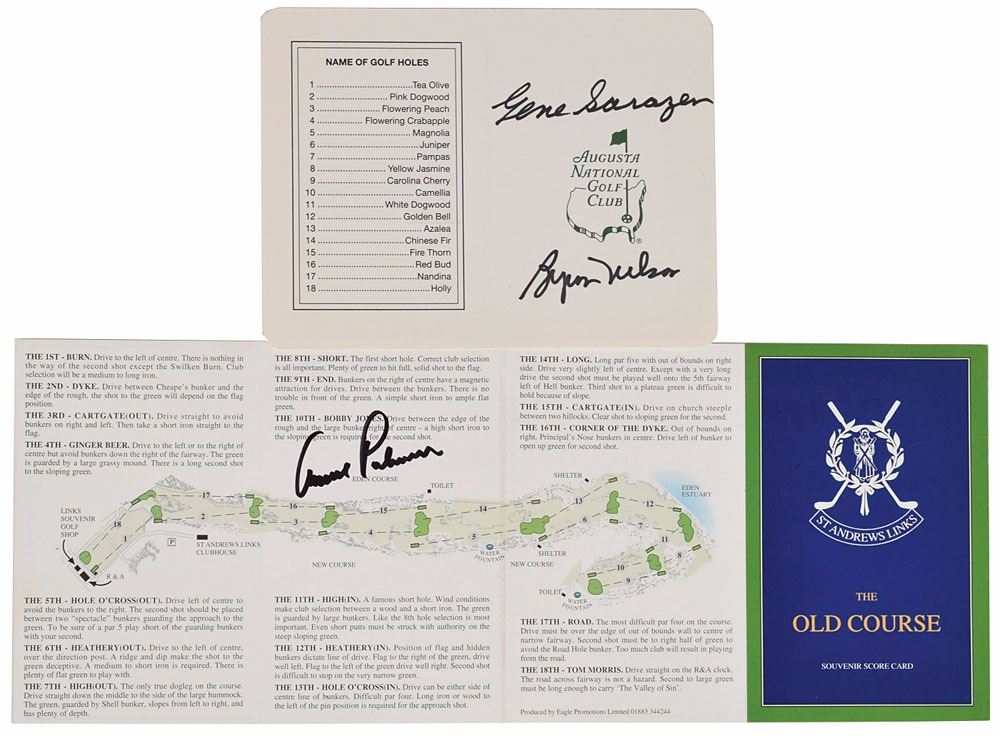 NAME OF GOLF HOLES
1 ........ Tea Olive
2 ........ Pink Dogwood
3 ........ Flowering Peach
4 ........ Flowering Crabapple
5 ........ Magnolia
6 ........ Juniper
7 ........ Pampas
8 ........ Yellow Jasmine
9 ........ Carolina Cherry
10 ........ Camellia
11 ........ White Dogwood
12 ........ Golden Bell
13 ........ Azalea
14 ........ Chinese Fir
15 ........ Fire Thorn
16 ........ Red Bud
17 ........ Nandina
18 ........ Holly
Gene Sarazen
AUGUSTA
NATIONAL
GOLF
CLUB
®
Byron Nelson
THE 1ST - BURN. Drive to the left of centre. There is nothing in
the way of the second shot except the Swilken Burn. Club
selection will be a medium to long iron.
THE 2ND - DYKE. Drive between Cheape's bunker and the
edge of the rough, the shot to the green will depend on the flag
position.
THE 3RD - CARTGATE(OUT). Drive straight to avoid
bunkers on right and left. Then take a short iron straight to the
flag.
THE 4TH - GINGER BEER. Drive to the left or to the right of
centre but avoid bunkers down the right of the fairway. The green
is guarded by a large grassy mound. There is a long second shot
to the sloping green.
THE 8TH - SHORT. The first short hole. Correct club selection
is all important. Plenty of green to hit full, solid shot to the flag.
THE 9TH - END. Bunkers on the right of centre have a magnetic
attraction for drives. Drive between the bunkers. There is no
trouble in front of the green. A simple short iron to ample flat
green.
THE 10TH - BOBBY JONES. Drive between the edge of the
rough and the large bunker right of centre - a high short iron to
the sloping green is required for the second shot.
Arnold Palmer
THE 14TH - LONG. Long par five with out of bounds on right
side. Drive very slightly left of centre. Except with a very long
drive the second shot must be played well onto the 5th fairway
left of Hell bunker. Third shot to a plateau green is difficult to
hold because of slope.
THE 15TH - CARTGATE(IN). Drive on church steeple
between two hillocks. Clear shot to sloping green for the second.
THE 16TH - CORNER OF THE DYKE. Out of bounds on
right. Principal's Nose bunkers in centre. Drive left of bunker to
open up green for second shot.
EDEN COURSE
TOILET
SHELTER
EDEN
ESTUARY
LINKS
SOUVENIR
GOLF
SHOP
18
17
16
15
14
13
12
1
2
3
4
5
6
7
11
8
10
9
P
ST ANDREWS LINKS
CLUBHOUSE
R & A
NEW COURSE
WATER
FOUNTAIN
NEW COURSE
SHELTER
TOILET
WATER
FOUNTAIN
THE 5TH - HOLE O'CROSS(OUT). Drive left of centre to
avoid the bunkers to the right. The second shot should be placed
between two "spectacle" bunkers guarding the approach to the
green. To be sure of a par 5 play short of the guarding bunkers
with your second.
THE 6TH - HEATHERY(OUT). Drive to the left of centre,
over the direction post. A ridge and dip make the shot to the
green deceptive. A medium to short iron is required. There is
plenty of flat green to play with.
THE 7TH - HIGH(OUT). The only true dogleg on the course.
Drive straight down the middle to the side of the large hummock.
The green, guarded by Shell bunker, slopes from left to right, and
has plenty of depth.
THE 11TH - HIGH(IN). A famous short hole. Wind conditions
make club selection between a wood and a short iron. The green
is guarded by large bunkers. Like the 8th hole selection is most
important. Even short putts must be struck with authority on the
steep sloping green.
THE 12TH - HEATHERY(IN). Position of flag and hidden
bunkers dictate line of drive. Flag to the right of the green, drive
well left. Flag to the left of green drive well right. Second shot
is difficult to stop on the very narrow green.
THE 13TH - HOLE O'CROSS(IN). Drive can be either side of
centre line of bunkers. Difficult par four. Long iron or wood to
the left of the pin position is required for the approach shot.
THE 17TH - ROAD. The most difficult par four on the course.
Drive must be over the edge of out of bounds wall to centre of
narrow fairway. Second shot must be to right half of green to
avoid the Road Hole bunker. Too much club will result in playing
from the road.
THE 18TH - TOM MORRIS. Drive straight on the R&A clock.
The road across fairway is not a hazard. Second to large green
must be long enough to carry 'The Valley of Sin'.
Produced by Eagle Promotions Limited 01883 344244
ST ANDREWS LINKS
THE
OLD COURSE
SOUVENIR SCORE CARD